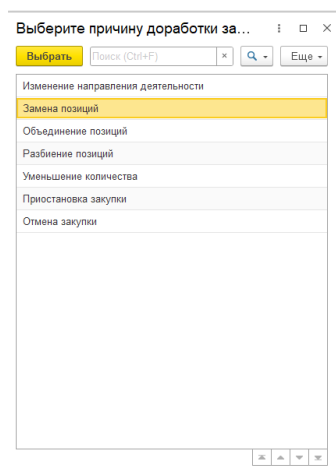 Выберите причину доработки за...
Выбрать Поиск (Ctrl+F) × Еще
Изменение направления деятельности
Замена позиций
Объединение позиций
Разбиение позиций
Уменьшение количества
Приостановка закупки
Отмена закупки